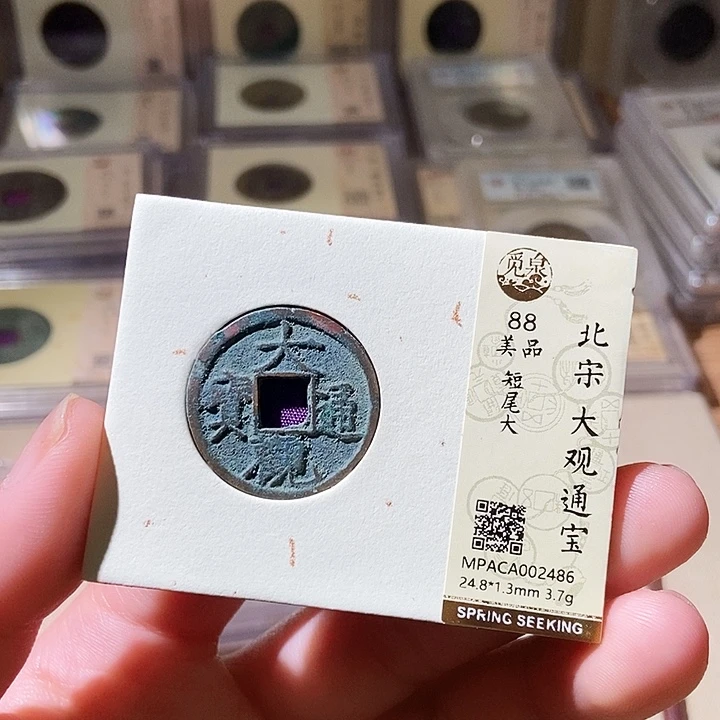 大
寳 通
觀
觅泉
88
美品
短尾大
北宋大观通宝
MPACA002486
24.8*1.3mm 3.7g
SPRING SEEKING